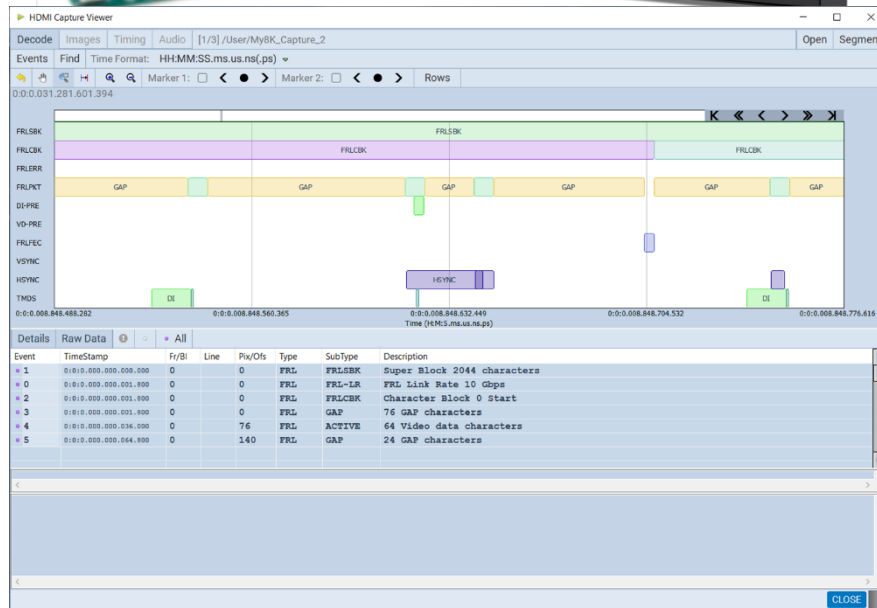 HDMI Capture Viewer
Decode Images Timing Audio [1/3] /User/My8K_Capture_2 Open Segmen
Events Find Time Format: HH:MM:SS.ms.us.ns(.ps)
Marker 1: Marker 2: Rows
0:0:0.031.281.601.394
FRLSBK FRLSBK
FRLCBK FRLCBK FRLCBK
FRLERR
FRLPKT GAP GAP GAP GAP GAP GAP
DI-PRE
VD-PRE
FRLFEC
VSYNC
HSYNC HSYNC
TMDS DI DI
0:0:0.008.848.488.282 0:0:0.008.848.560.365 0:0:0.008.848.632.449 0:0:0.008.848.704.532 0:0:0.008.848.776.616
Time (H:M:S.ms.us.ns.ps)
Details Raw Data All
Event TimeStamp Fr/Bl Line Pix/Ofs Type SubType Description
1 0:0:0.000.000.008.000 0 0 FRL FRLSBK Super Block 2044 characters
0 0:0:0.000.000.001.800 0 0 FRL FRL-LR FRL Link Rate 10 Gbps
2 0:0:0.000.000.001.800 0 0 FRL FRLCBK Character Block 0 Start
3 0:0:0.000.000.001.800 0 0 FRL GAP 76 GAP characters
4 0:0:0.000.000.036.000 0 76 FRL ACTIVE 64 Video data characters
5 0:0:0.000.000.064.800 0 140 FRL GAP 24 GAP characters
CLOSE